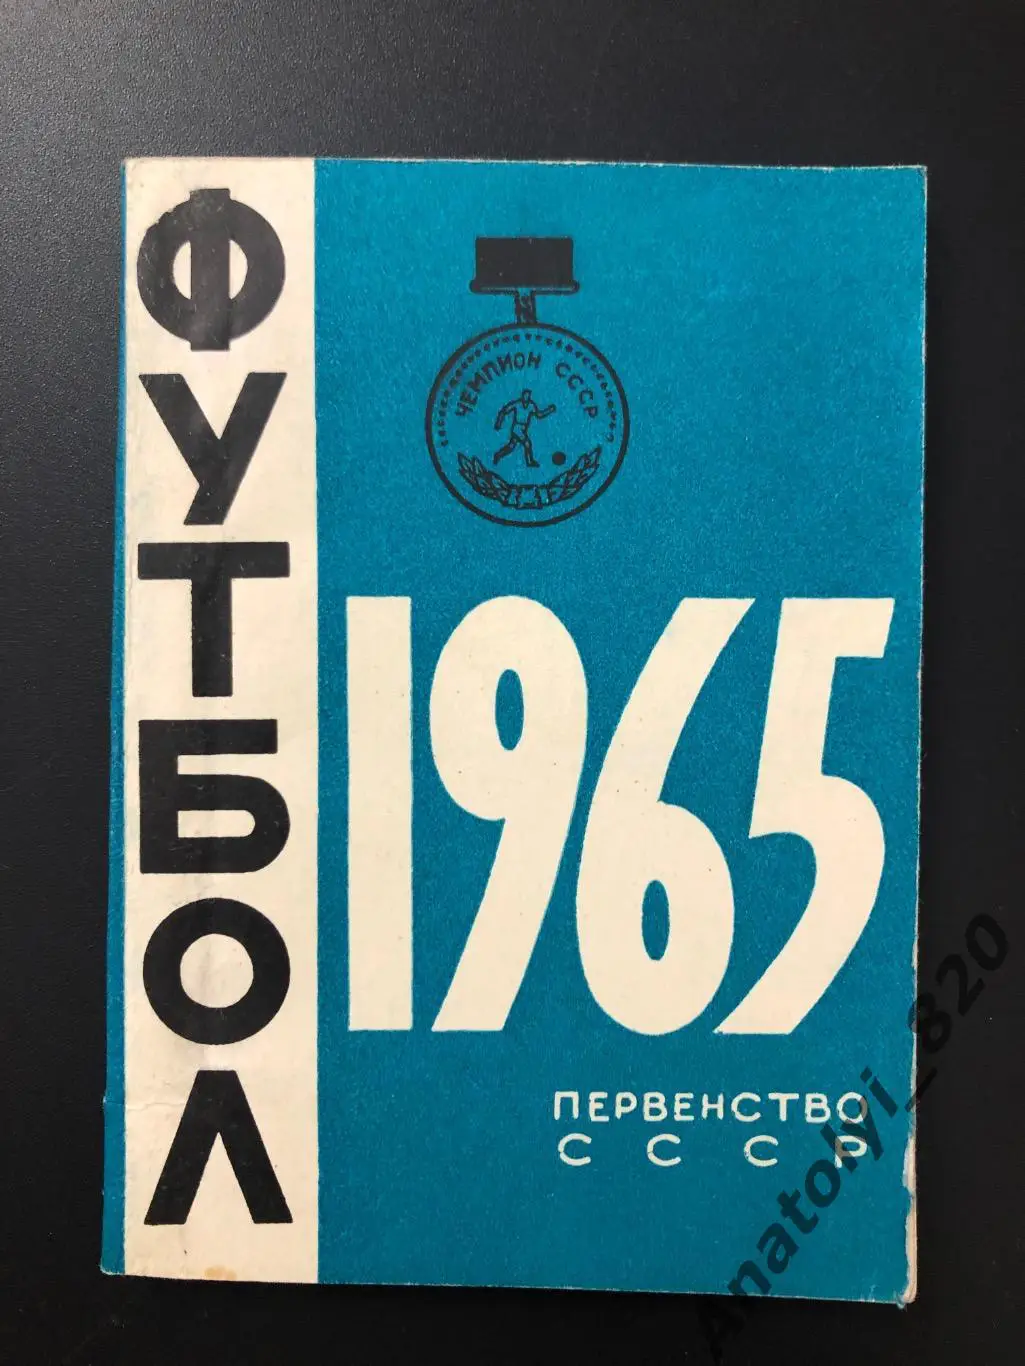 ФУТБОЛ
ЧЕМПИОН СССР
1965
ПЕРВЕНСТВО
СССР
Anatolyi_820